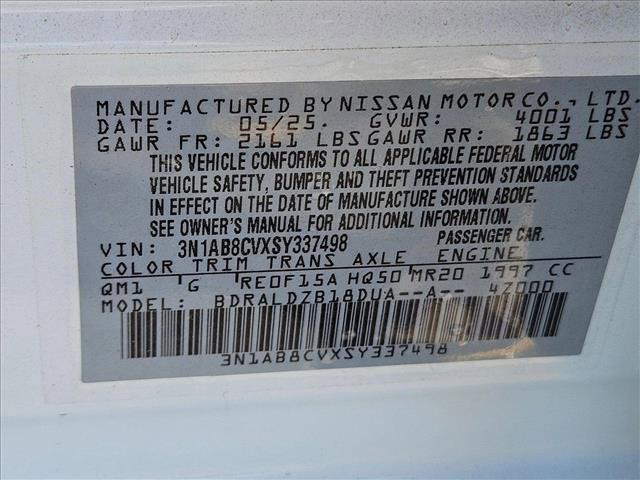 MANUFACTURED BY NISSAN MOTOR CO., LTD.
DATE: 05/25. GVWR: 4001 LBS
GAWR FR: 2161 LBS GAWR RR: 1863 LBS
THIS VEHICLE CONFORMS TO ALL APPLICABLE FEDERAL MOTOR
VEHICLE SAFETY, BUMPER AND THEFT PREVENTION STANDARDS
IN EFFECT ON THE DATE OF MANUFACTURE SHOWN ABOVE.
SEE OWNER'S MANUAL FOR ADDITIONAL INFORMATION.
VIN: 3N1AB8CVXSY337498 PASSENGER CAR.
COLOR TRIM TRANS AXLE ENGINE
QM1 G RE0F15A HQ50 MR20 1997 CC
MODEL: BDRALDZB18DUA--A-- 47000
3N1AB8CVXSY337498